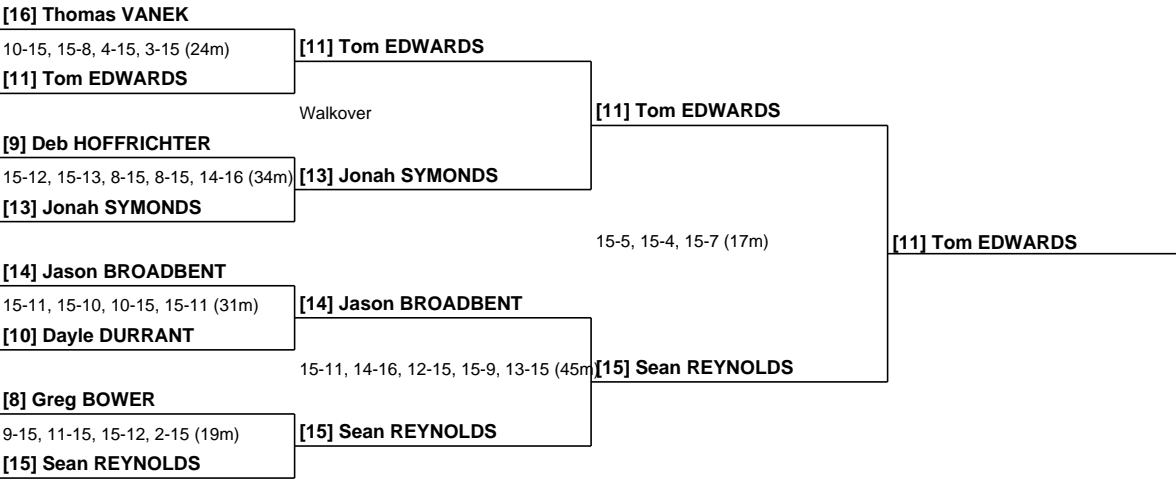 [16] Thomas VANEK
10-15, 15-8, 4-15, 3-15 (24m)
[11] Tom EDWARDS
[11] Tom EDWARDS
Walkover
[11] Tom EDWARDS
[9] Deb HOFFRICHTER
15-12, 15-13, 8-15, 8-15, 14-16 (34m)
[13] Jonah SYMONDS
[13] Jonah SYMONDS
15-5, 15-4, 15-7 (17m)
[11] Tom EDWARDS
[14] Jason BROADBENT
15-11, 15-10, 10-15, 15-11 (31m)
[14] Jason BROADBENT
[10] Dayle DURRANT
15-11, 14-16, 12-15, 15-9, 13-15 (45m)
[15] Sean REYNOLDS
[8] Greg BOWER
9-15, 11-15, 15-12, 2-15 (19m)
[15] Sean REYNOLDS
[15] Sean REYNOLDS